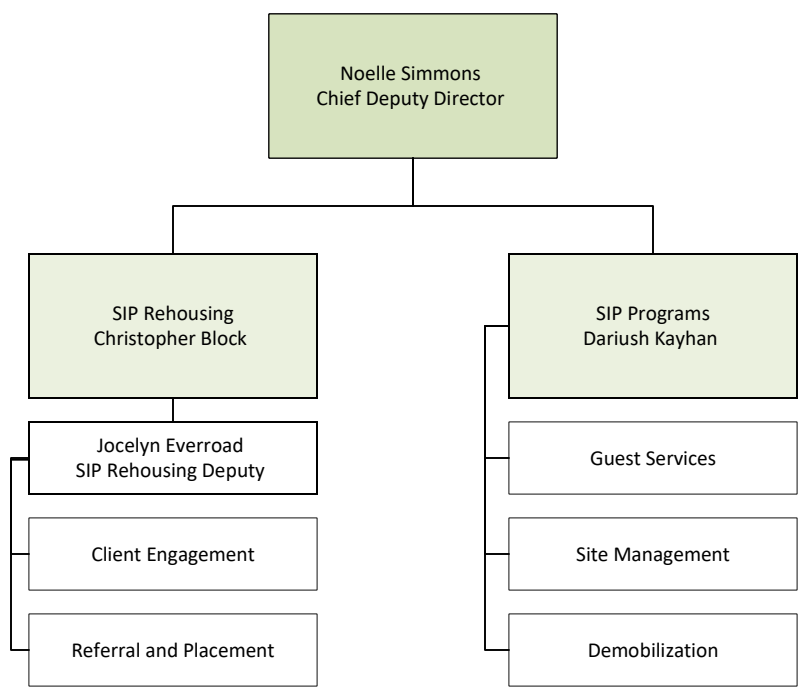 Noelle Simmons
Chief Deputy Director
SIP Rehousing
Christopher Block
SIP Programs
Dariush Kayhan
Jocelyn Everroad
SIP Rehousing Deputy
Guest Services
Client Engagement
Site Management
Referral and Placement
Demobilization